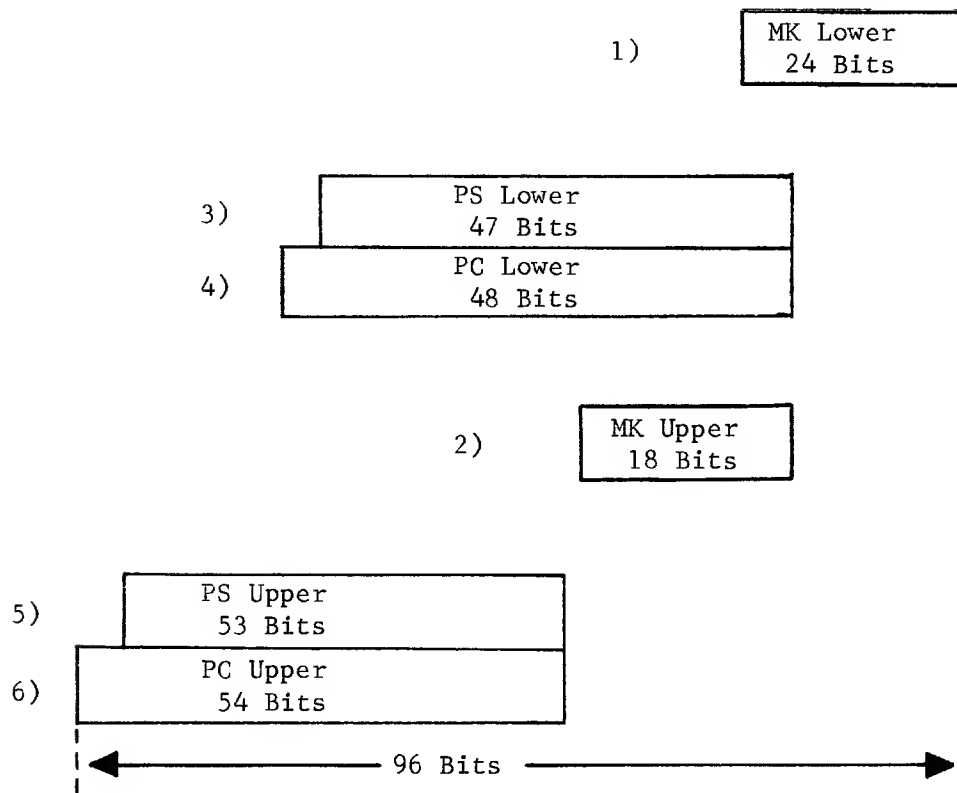 1)
MK Lower
24 Bits
3)
PS Lower
47 Bits
4)
PC Lower
48 Bits
2)
MK Upper
18 Bits
5)
PS Upper
53 Bits
6)
PC Upper
54 Bits
96 Bits